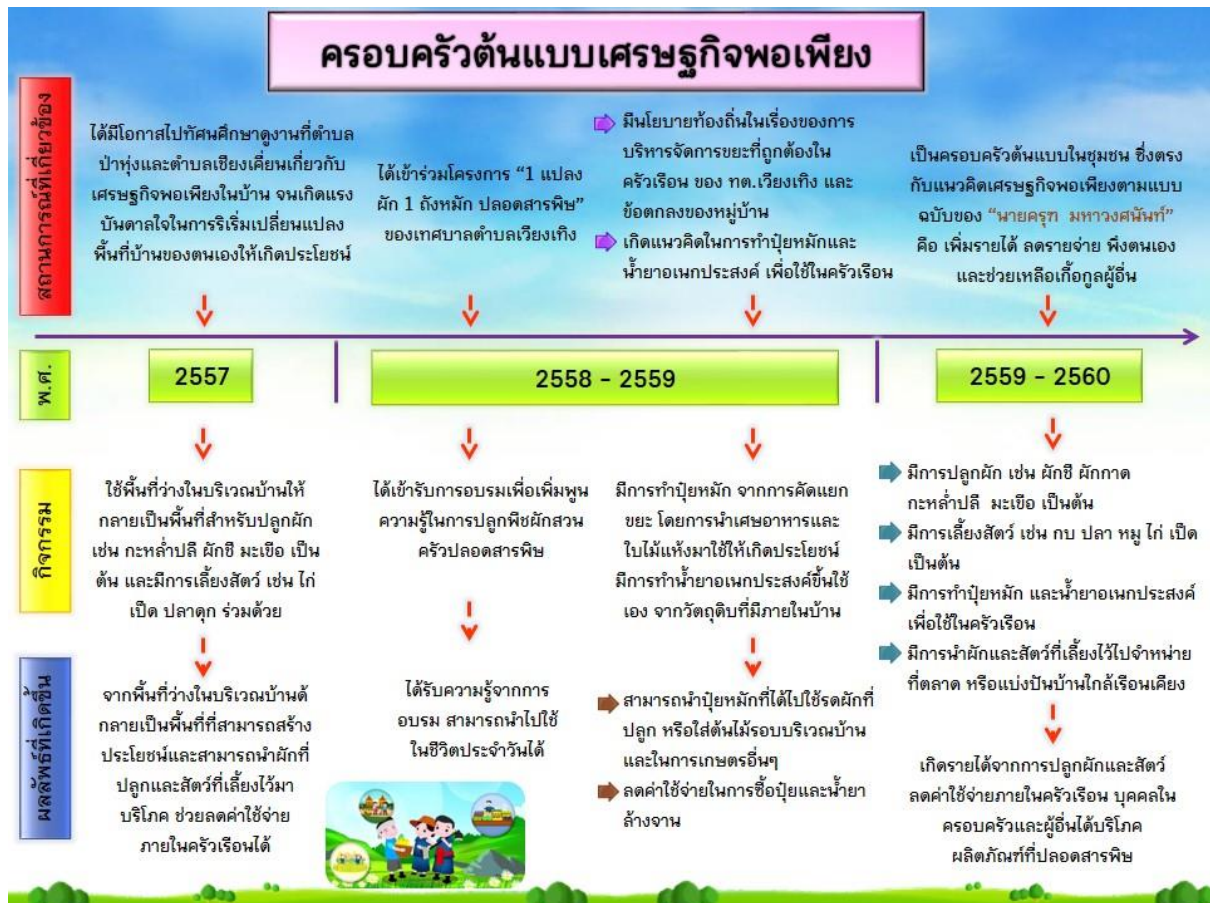 ครอบครัวต้นแบบเศรษฐกิจพอเพียง
สถานการณ์ที่เกี่ยวข้อง
ได้มีโอกาสไปทัศนศึกษาดูงานที่ตำบล
ป่าหุ่งและตำบลเชียงเคี่ยนเกี่ยวกับ
เศรษฐกิจพอเพียงในบ้าน จนเกิดแรง
บันดาลใจในการริเริ่มเปลี่ยนแปลง
พื้นที่บ้านของตนเองให้เกิดประโยชน์
ได้เข้าร่วมโครงการ “1 แปลง
ผัก 1 ถังหมัก ปลอดสารพิษ”
ของเทศบาลตำบลเวียงเทิง
มีนโยบายท้องถิ่นในเรื่องของการ
บริหารจัดการขยะที่ถูกต้องใน
ครัวเรือน ของ ทต.เวียงเทิง และ
ข้อตกลงของหมู่บ้าน
เกิดแนวคิดในการทำปุ๋ยหมักและ
น้ำยาอเนกประสงค์ เพื่อใช้ในครัวเรือน
เป็นครอบครัวต้นแบบในชุมชน ซึ่งตรง
กับแนวคิดเศรษฐกิจพอเพียงตามแบบ
ฉบับของ “นายครุฑ มหาวงศนันท์”
คือ เพิ่มรายได้ ลดรายจ่าย พึ่งตนเอง
และช่วยเหลือเกื้อกูลผู้อื่น
พ.ศ.
2557
2558 - 2559
2559 - 2560
กิจกรรม
ใช้พื้นที่ว่างในบริเวณบ้านให้
กลายเป็นพื้นที่สำหรับปลูกผัก
เช่น กะหล่ำปลี ผักชี มะเขือ เป็น
ต้น และมีการเลี้ยงสัตว์ เช่น ไก่
เป็ด ปลาดุก ร่วมด้วย
ได้เข้ารับการอบรมเพื่อเพิ่มพูน
ความรู้ในการปลูกพืชผักสวน
ครัวปลอดสารพิษ
มีการทำปุ๋ยหมัก จากการคัดแยก
ขยะ โดยการนำเศษอาหารและ
ใบไม้แห้งมาใช้ให้เกิดประโยชน์
มีการทำน้ำยาอเนกประสงค์ขึ้นใช้
เอง จากวัตถุดิบที่มีภายในบ้าน
มีการปลูกผัก เช่น ผักชี ผักกาด
กะหล่ำปลี มะเขือ เป็นต้น
มีการเลี้ยงสัตว์ เช่น กบ ปลา หมู ไก่ เป็ด
เป็นต้น
มีการทำปุ๋ยหมัก และน้ำยาอเนกประสงค์
เพื่อใช้ในครัวเรือน
มีการนำผักและสัตว์ที่เลี้ยงไว้ไปจำหน่าย
ที่ตลาด หรือแบ่งปันบ้านใกล้เรือนเคียง
ผลลัพธ์ที่เกิดขึ้น
จากพื้นที่ว่างในบริเวณบ้านด้
กลายเป็นพื้นที่ที่สามารถสร้าง
ประโยชน์และสามารถนำผักที่
ปลูกและสัตว์ที่เลี้ยงไว้มา
บริโภค ช่วยลดค่าใช้จ่าย
ภายในครัวเรือนได้
ได้รับความรู้จากการ
อบรม สามารถนำไปใช้
ในชีวิตประจำวันได้
สามารถนำปุ๋ยหมักที่ได้ไปใช้รดผักที่
ปลูก หรือใส่ต้นไม้รอบบริเวณบ้าน
และในการเกษตรอื่นๆ
ลดค่าใช้จ่ายในการซื้อปุ๋ยและน้ำยา
ล้างจาน
เกิดรายได้จากการปลูกผักและสัตว์
ลดค่าใช้จ่ายภายในครัวเรือน บุคคลใน
ครอบครัวและผู้อื่นได้บริโภค
ผลิตภัณฑ์ที่ปลอดสารพิษ